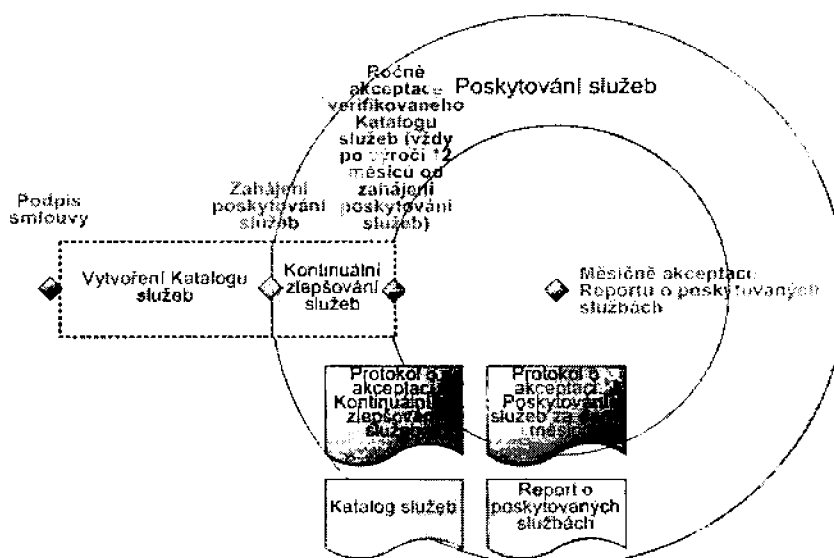 Podpis
smlouvy
Vytvoření Katalogu
služeb
Zahájení
poskytování
služeb
Kontinuální
zlepšování
služeb
Ročně
akceptace
verifikovaného
Katalogu
služeb (vždy
po výročí 12
měsíců od
zahájení
poskytování
služeb)
Poskytování služeb
Měsíčně akceptace
Reportu o poskytovaných
službách
Protokol o
akceptaci
Kontinuální
zlepšování
služeb
Protokol o
akceptaci
Poskytování
služeb za
měs
Katalog služeb
Report o
poskytovaných
službách